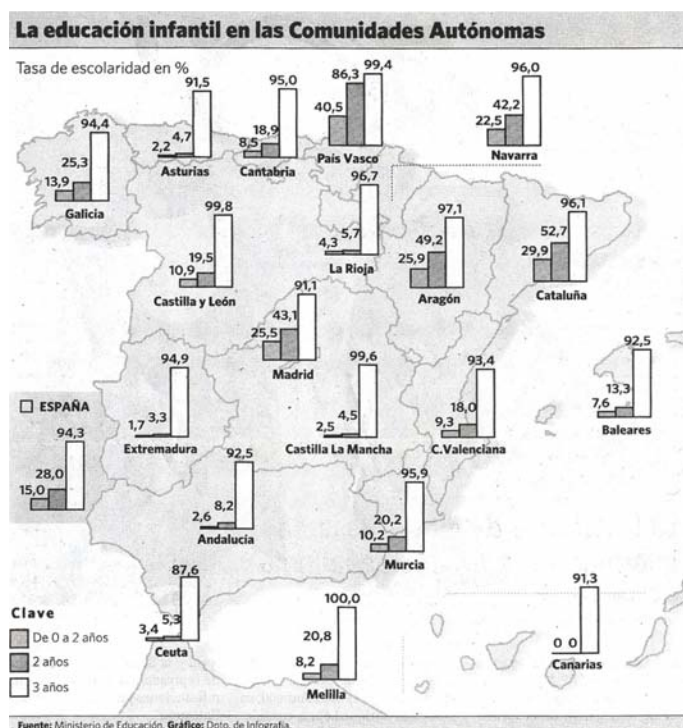 La educación infantil en las Comunidades Autónomas
Tasa de escolaridad en %
94,4
25,3
13,9
Galicia
91,5
4,7
2,2
Asturias
95,0
18,9
8,5
Cantabria
99,4
86,3
40,5
País Vasco
96,0
42,2
22,5
Navarra
99,8
19,5
10,9
Castilla y León
96,7
5,7
4,3
La Rioja
97,1
49,2
25,9
Aragón
96,1
52,7
29,9
Cataluña
91,1
43,1
25,5
Madrid
94,9
3,3
1,7
Extremadura
99,6
4,5
2,5
Castilla La Mancha
93,4
18,0
9,3
C.Valenciana
92,5
13,3
7,6
Baleares
ESPAÑA
94,3
28,0
15,0
92,5
8,2
2,6
Andalucía
95,9
20,2
10,2
Murcia
87,6
5,3
3,4
Ceuta
100,0
20,8
8,2
Melilla
91,3
0 0
Canarias
Clave
De 0 a 2 años
2 años
3 años
Fuente: Ministerio de Educación. Gráfico: Dpto. de Infografía.